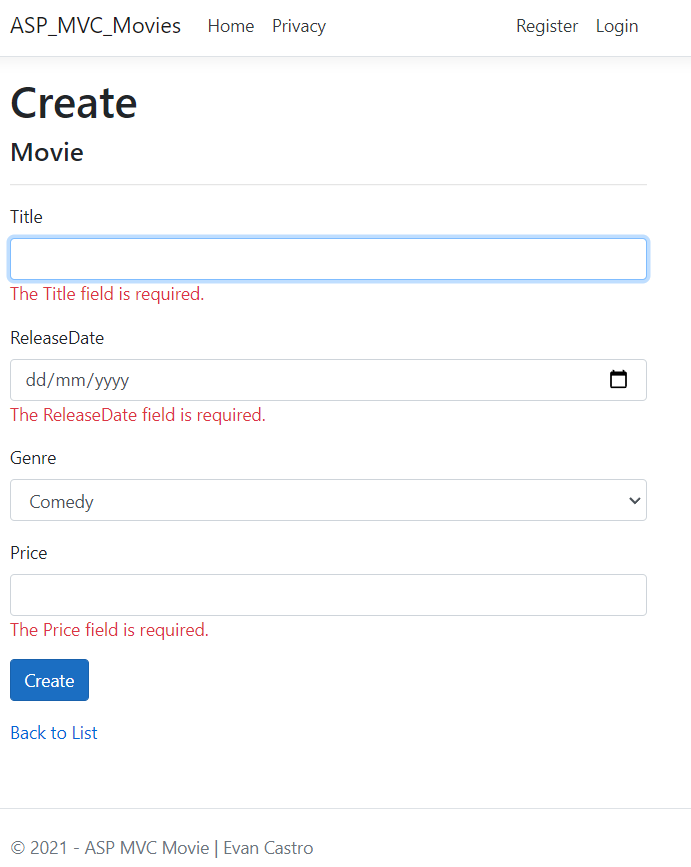 ASP_MVC_Movies Home Privacy Register Login
Create
Movie
Title
The Title field is required.
ReleaseDate
dd/mm/yyyy
The ReleaseDate field is required.
Genre
Comedy
Price
The Price field is required.
Create
Back to List
© 2021 - ASP MVC Movie | Evan Castro